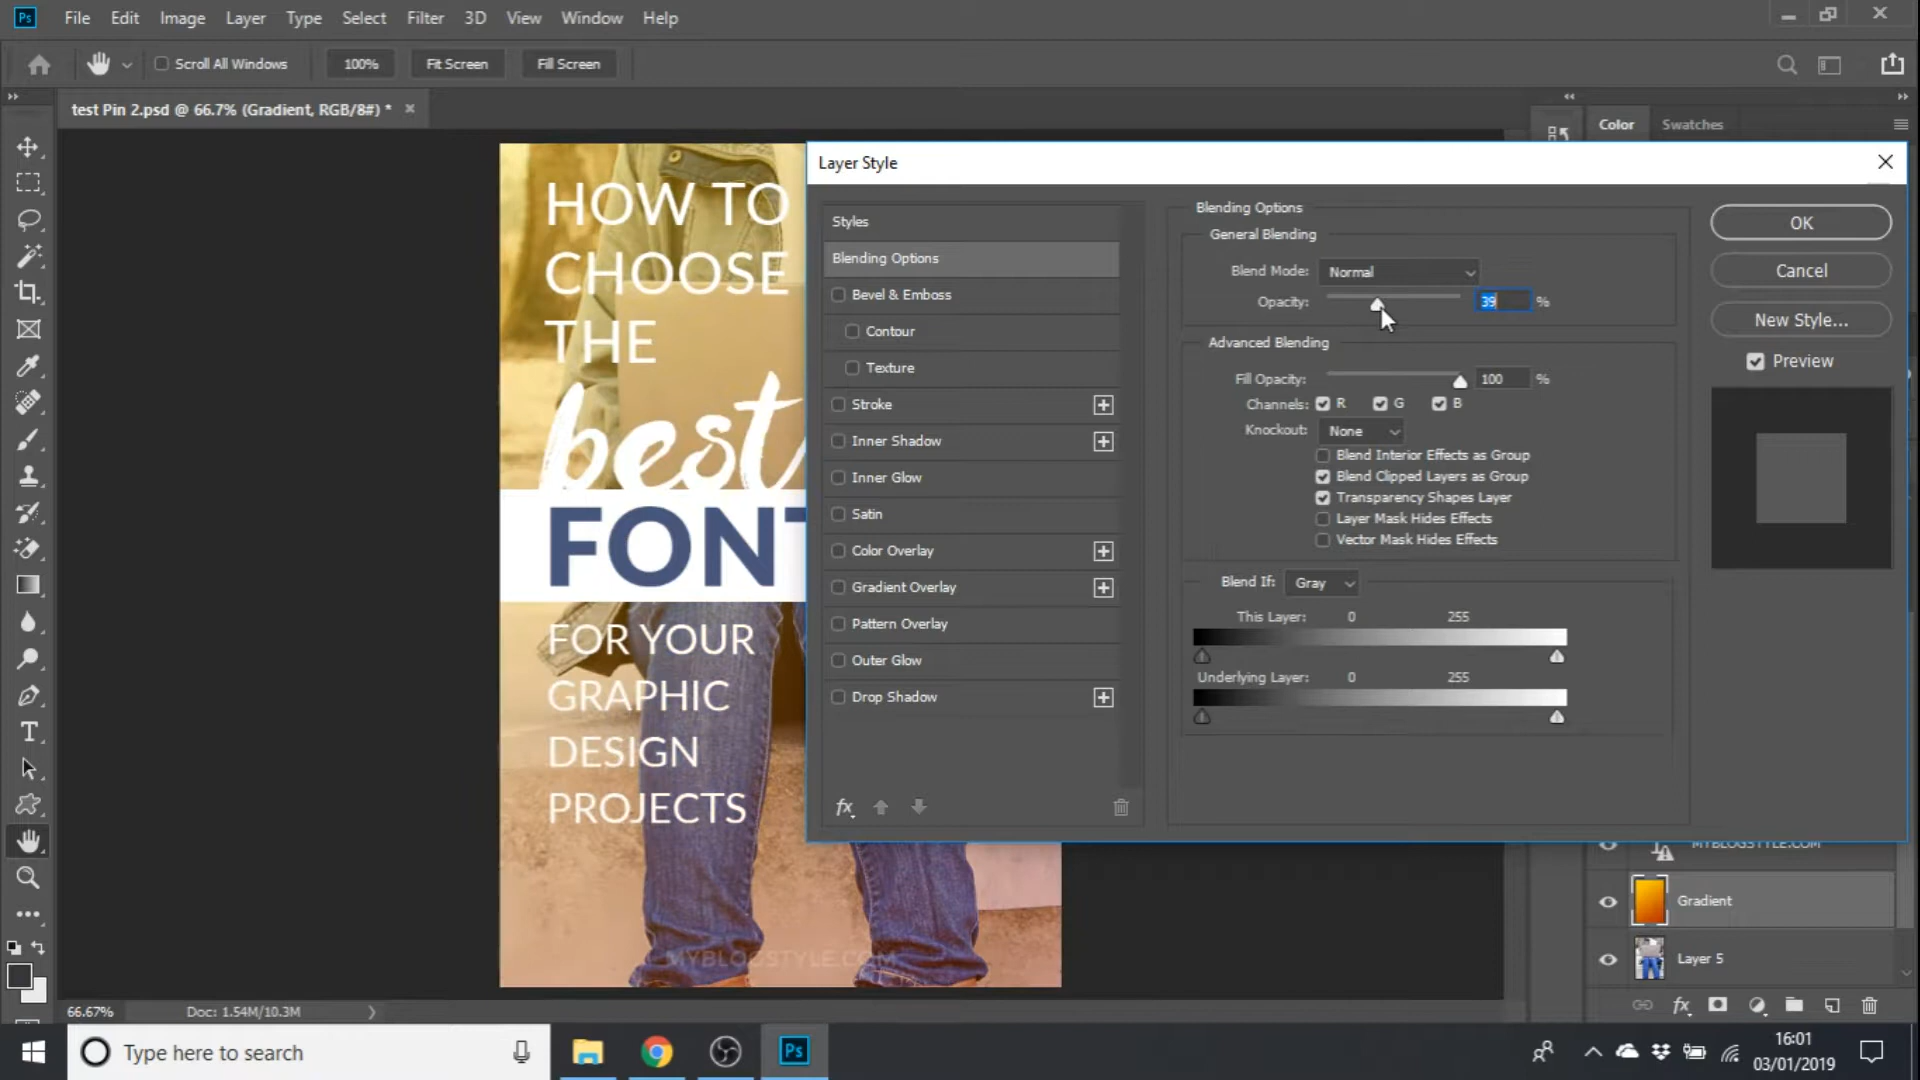 Ps File Edit Image Layer Type Select Filter 3D View Window Help
Scroll All Windows 100% Fit Screen Fill Screen
test Pin 2.psd @ 66.7% (Gradient, RGB/8#) *
Color Swatches
HOW TO
CHOOSE
THE
best
FONT
FOR YOUR
GRAPHIC
DESIGN
PROJECTS
MYBLOGSTYLE.COM
Layer Style
Styles
Blending Options
Bevel & Emboss
Contour
Texture
Stroke
Inner Shadow
Inner Glow
Satin
Color Overlay
Gradient Overlay
Pattern Overlay
Outer Glow
Drop Shadow
fx
Blending Options
General Blending
Blend Mode: Normal
Opacity: 39 %
Advanced Blending
Fill Opacity: 100 %
Channels: R G B
Knockout: None
Blend Interior Effects as Group
Blend Clipped Layers as Group
Transparency Shapes Layer
Layer Mask Hides Effects
Vector Mask Hides Effects
Blend If: Gray
This Layer: 0 255
Underlying Layer: 0 255
OK
Cancel
New Style...
Preview
MYBLOGSTYLE.COM
Gradient
Layer 5
fx
66.67% Doc: 1.54M/10.3M
T
Type here to search
Ps
16:01
03/01/2019